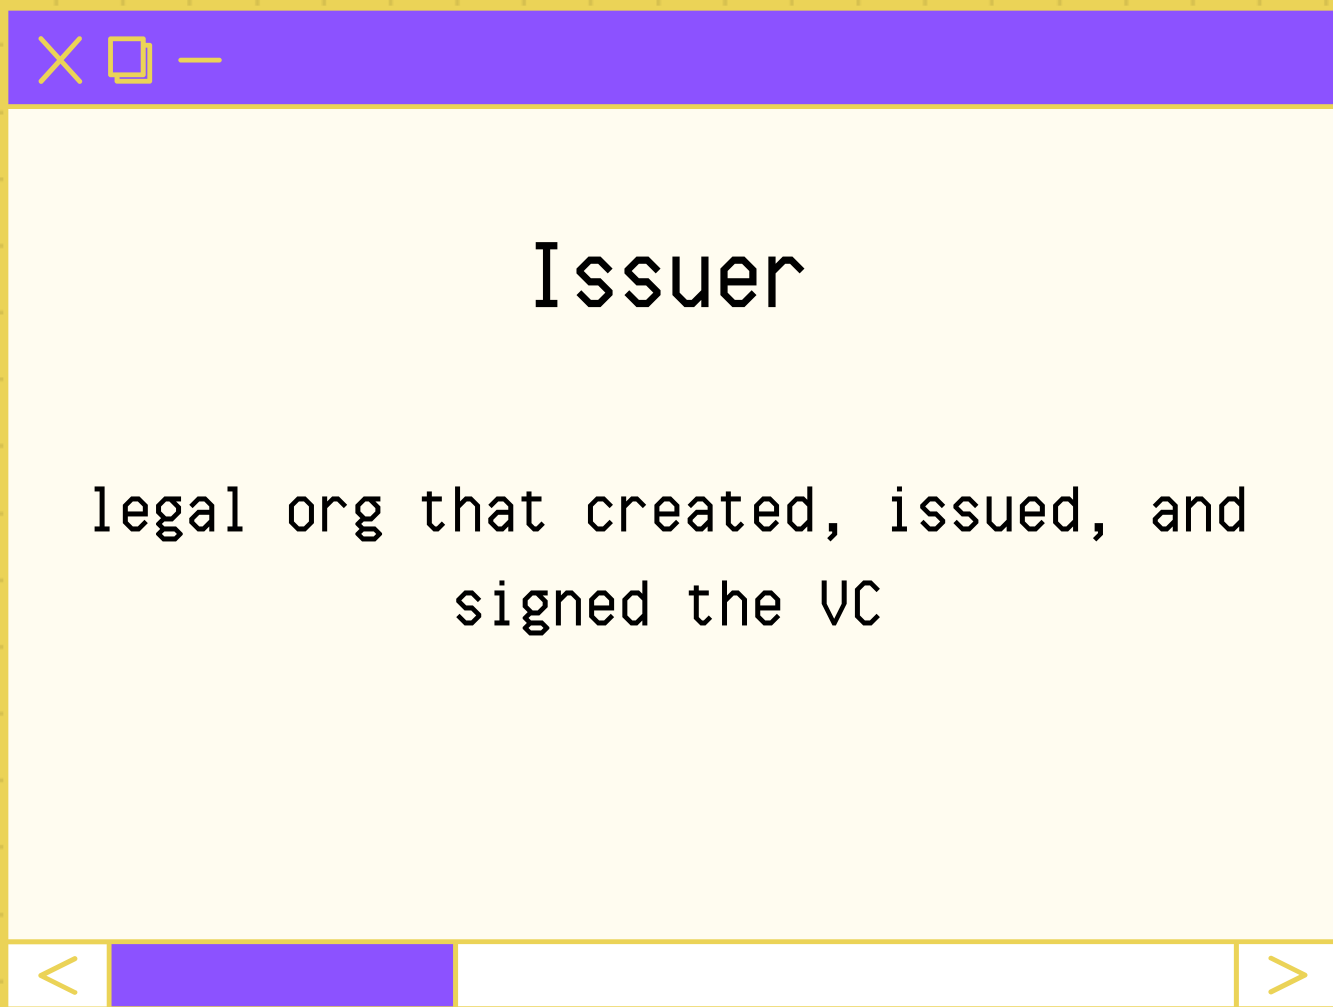 Issuer
legal org that created, issued, and
signed the VC